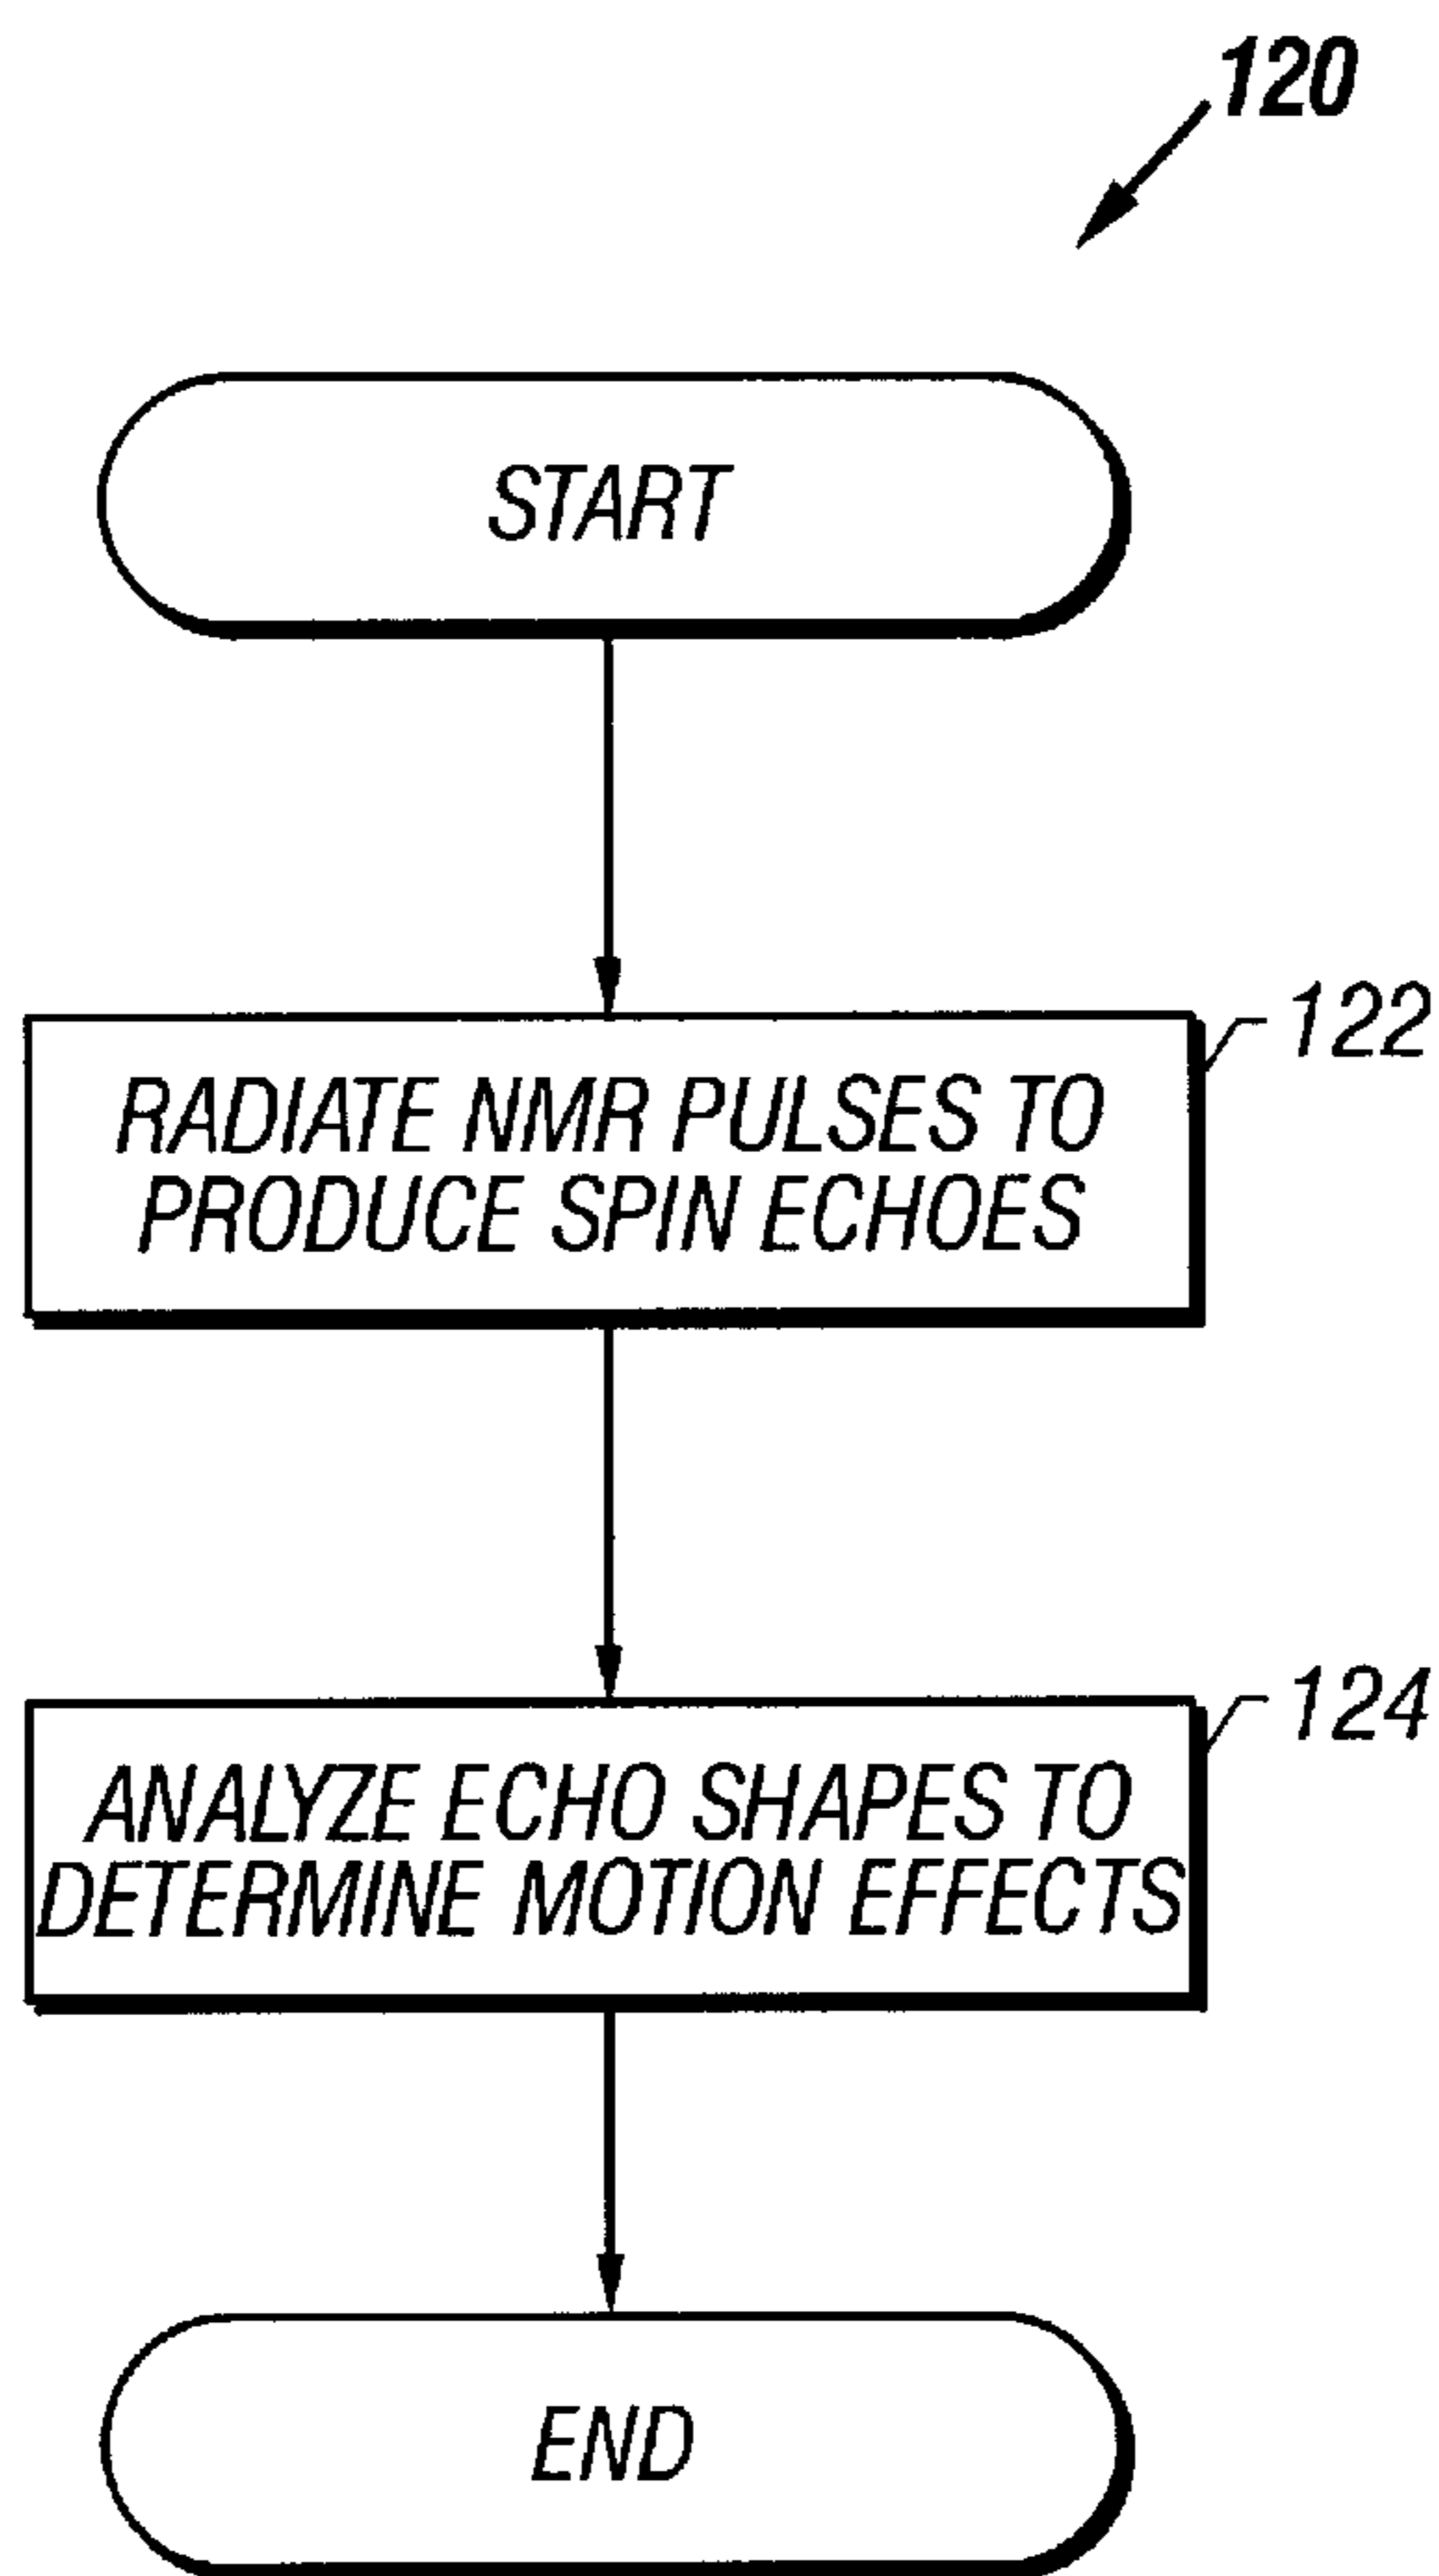 120
START
122
RADIATE NMR PULSES TO
PRODUCE SPIN ECHOES
124
ANALYZE ECHO SHAPES TO
DETERMINE MOTION EFFECTS
END